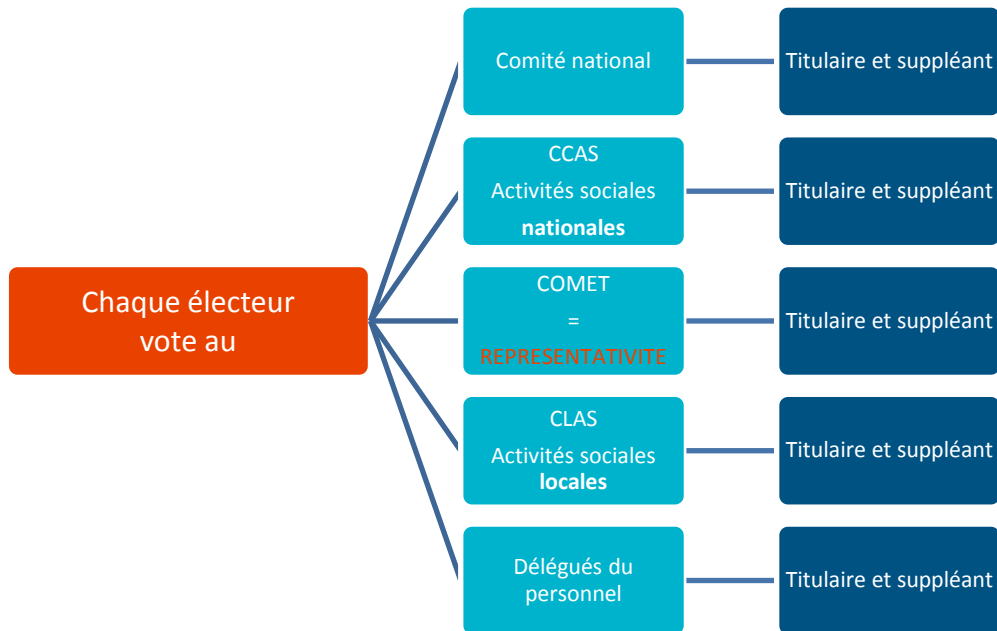 Chaque électeur
vote au
Comité national
Titulaire et suppléant
CCAS
Activités sociales
nationales
Titulaire et suppléant
COMET
=
REPRESENTATIVITE
Titulaire et suppléant
CLAS
Activités sociales
locales
Titulaire et suppléant
Délégués du
personnel
Titulaire et suppléant